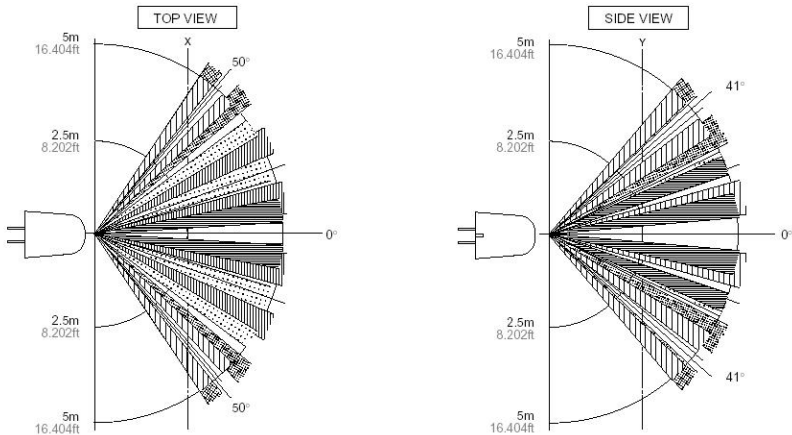 TOP VIEW
5m
16.404ft
X
50°
2.5m
8.202ft
0°
2.5m
8.202ft
5m
16.404ft
50°
SIDE VIEW
5m
16.404ft
Y
41°
2.5m
8.202ft
0°
2.5m
8.202ft
41°
5m
16.404ft